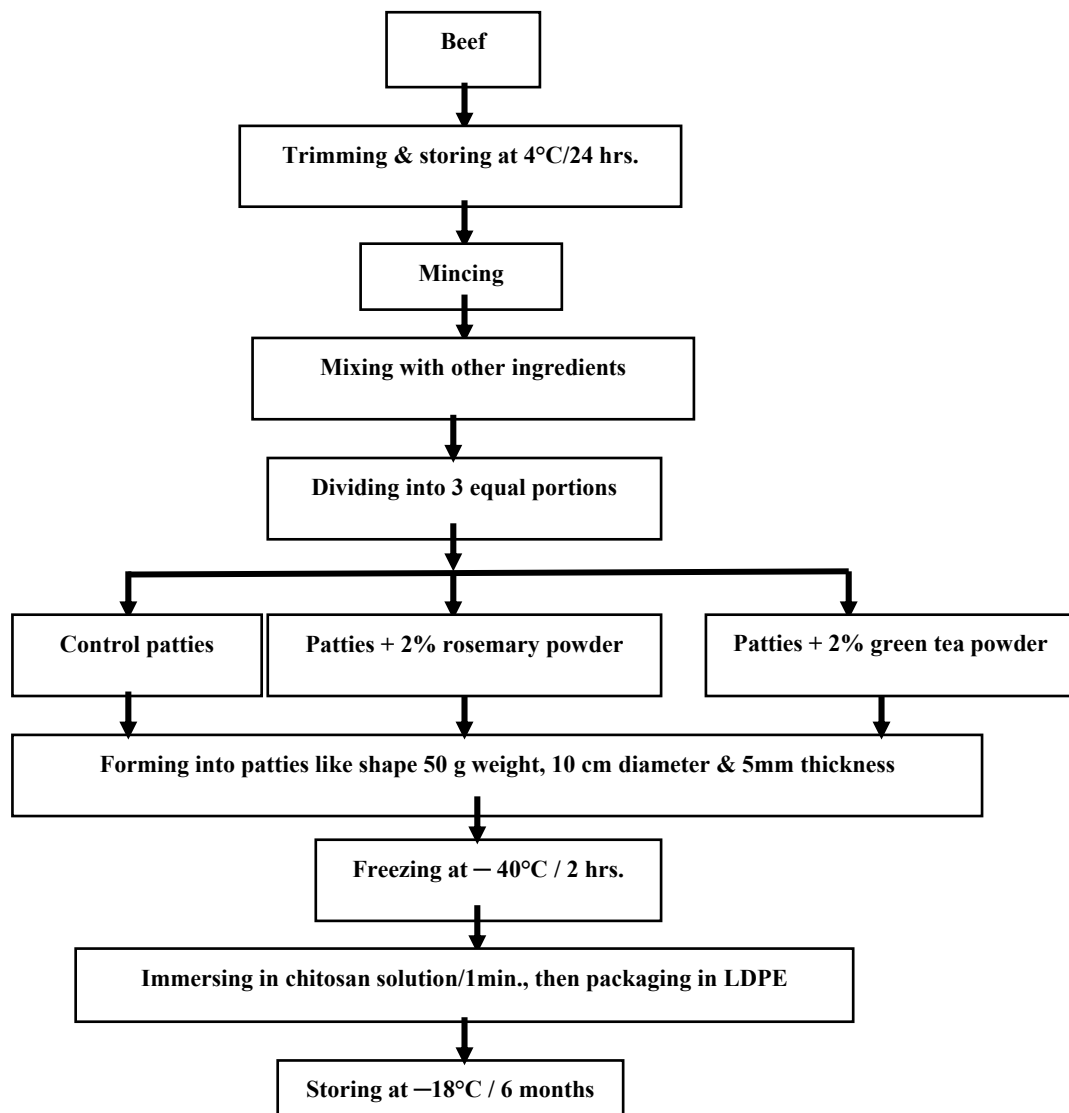 Beef
Trimming & storing at 4°C/24 hrs.
Mincing
Mixing with other ingredients
Dividing into 3 equal portions
Control patties
Patties + 2% rosemary powder
Patties + 2% green tea powder
Forming into patties like shape 50 g weight, 10 cm diameter & 5mm thickness
Freezing at – 40°C / 2 hrs.
Immersing in chitosan solution/1min., then packaging in LDPE
Storing at –18°C / 6 months